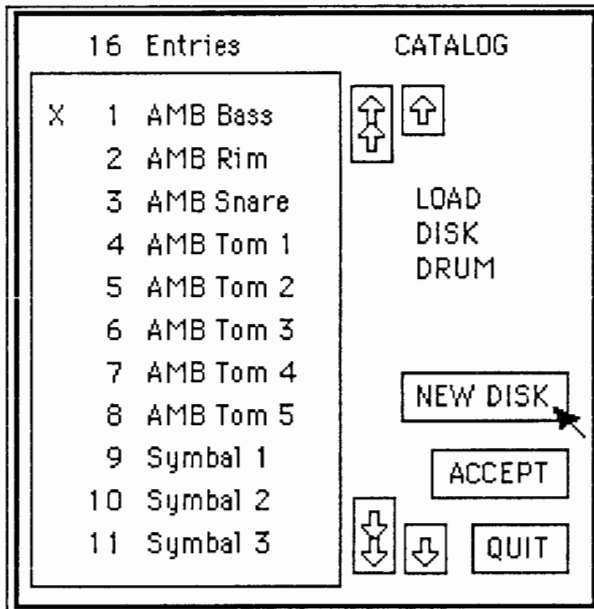 16 Entries
CATALOG
X 1 AMB Bass
2 AMB Rim
3 AMB Snare
4 AMB Tom 1
5 AMB Tom 2
6 AMB Tom 3
7 AMB Tom 4
8 AMB Tom 5
9 Symbal 1
10 Symbal 2
11 Symbal 3
LOAD
DISK
DRUM
NEW DISK
ACCEPT
QUIT